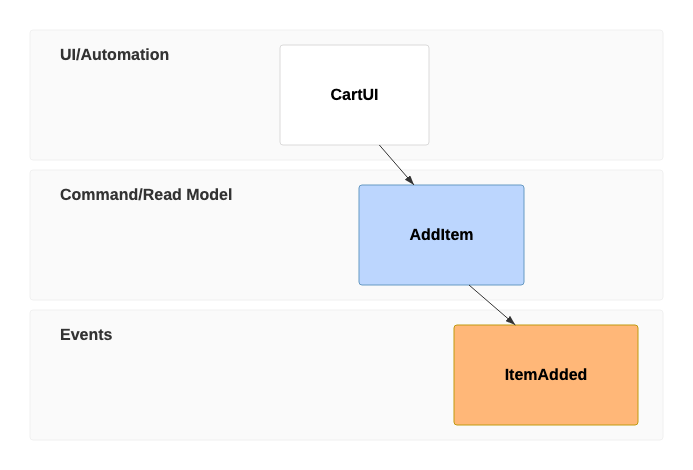 UI/Automation
CartUI
Command/Read Model
AddItem
Events
ItemAdded